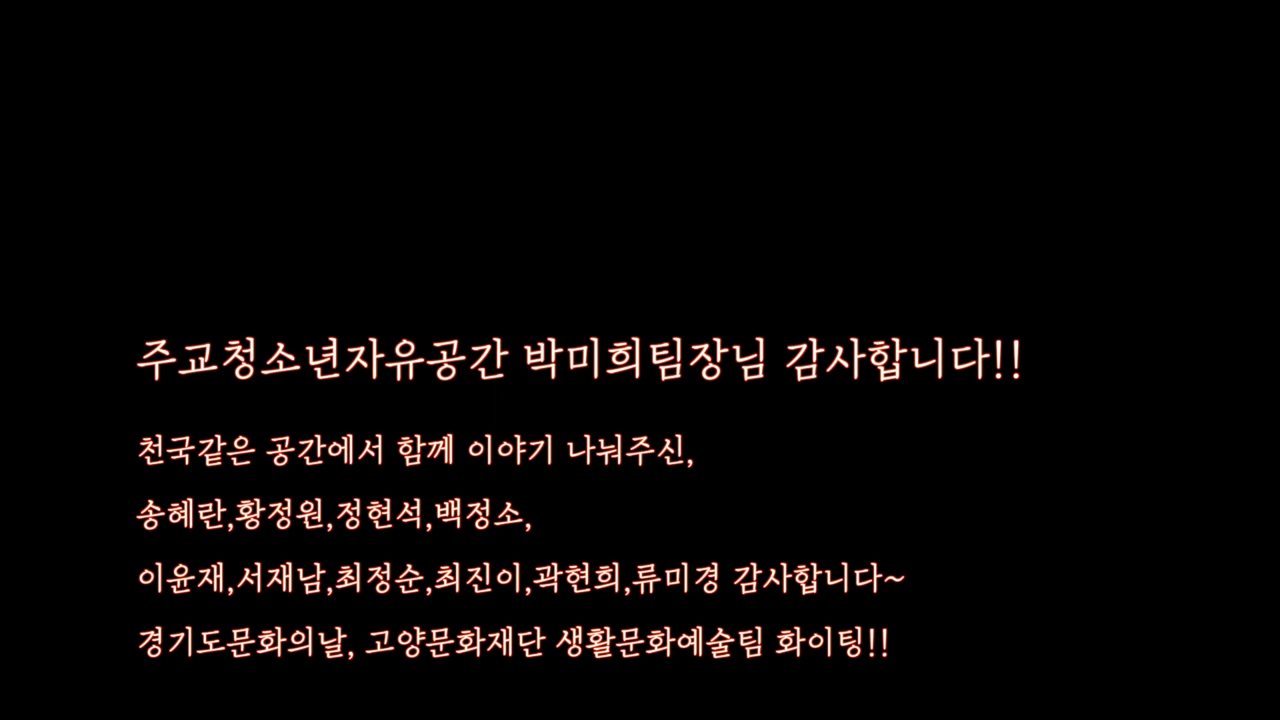 주교청소년자유공간 박미희팀장님 감사합니다!!
천국같은 공간에서 함께 이야기 나눠주신,
송혜란,황정원,정현석,백정소,
이윤재,서재남,최정순,최진이,곽현희,류미경 감사합니다~
경기도문화의날, 고양문화재단 생활문화예술팀 화이팅!!